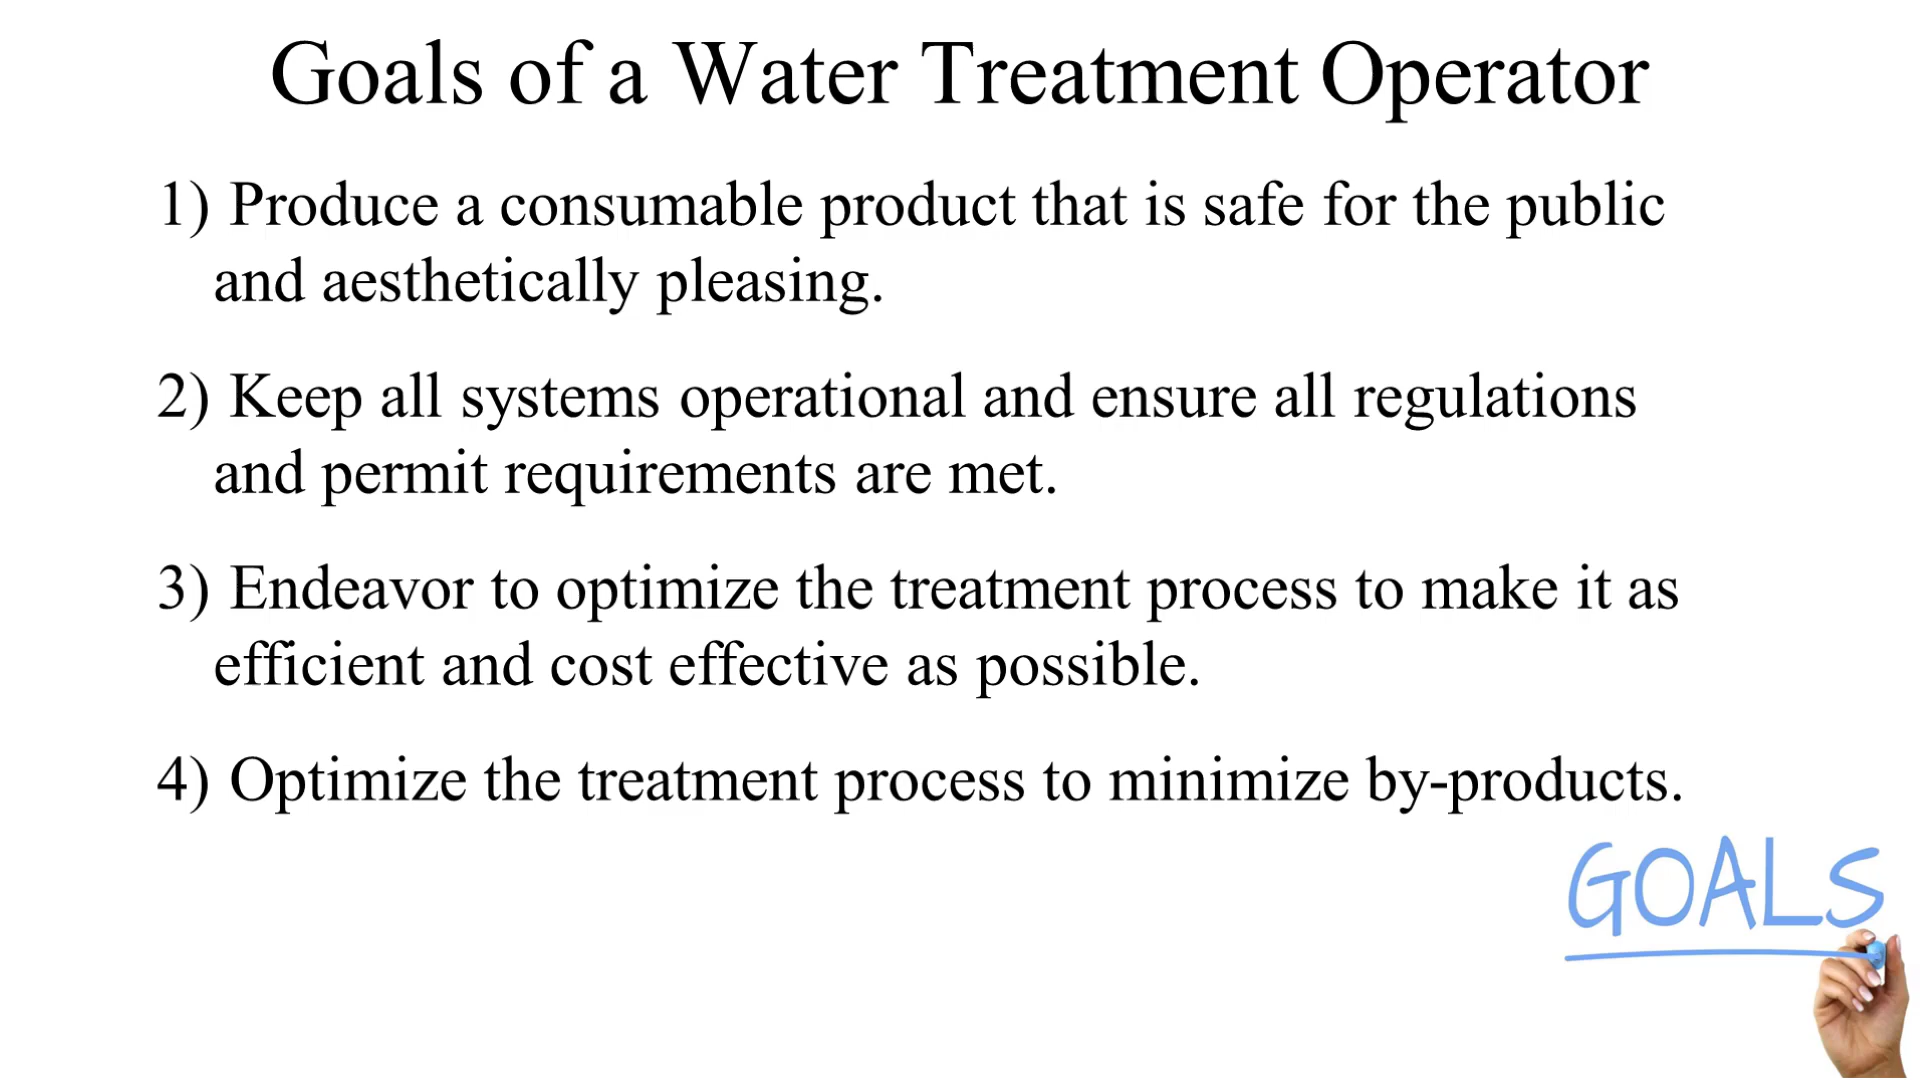 Goals of a Water Treatment Operator
1) Produce a consumable product that is safe for the public
and aesthetically pleasing.
2) Keep all systems operational and ensure all regulations
and permit requirements are met.
3) Endeavor to optimize the treatment process to make it as
efficient and cost effective as possible.
4) Optimize the treatment process to minimize by-products.
GOALS